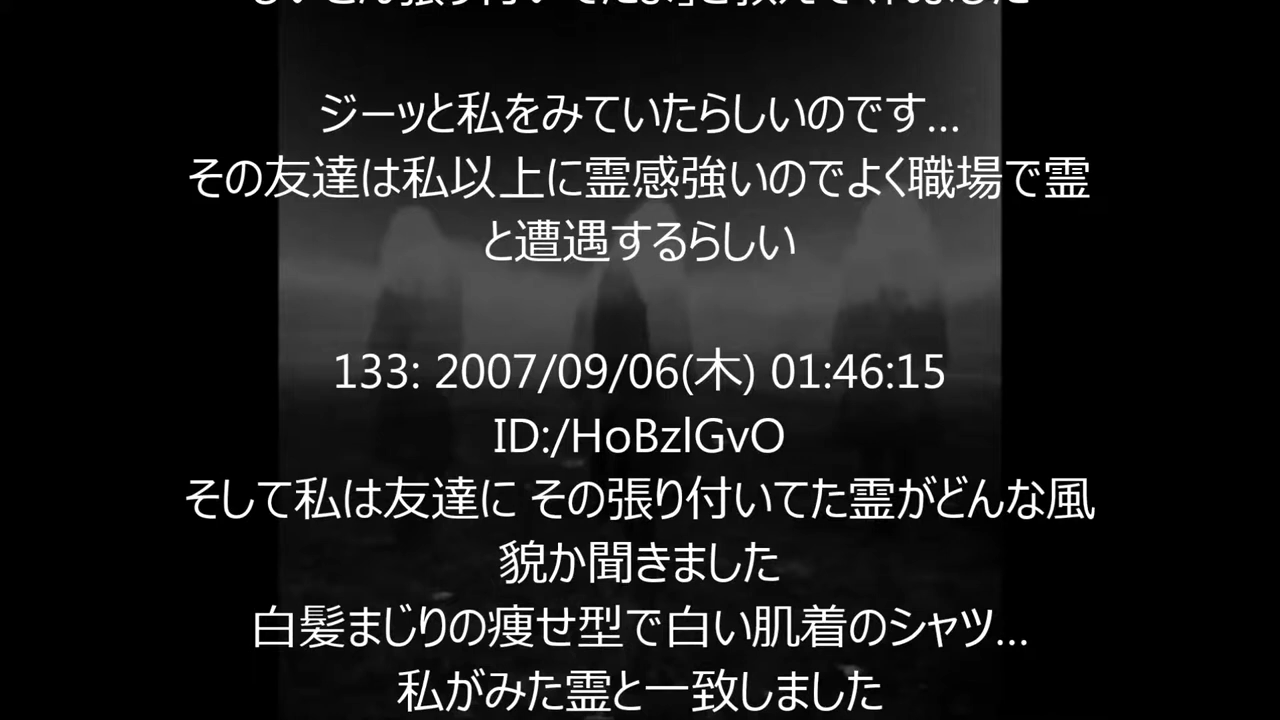 ジーッと私をみていたらしいのです…
その友達は私以上に霊感強いのでよく職場で霊
と遭遇するらしい
133: 2007/09/06(木) 01:46:15
ID:/HoBzlGvO
そして私は友達に その張り付いてた霊がどんな風
貌か聞きました
白髪まじりの痩せ型で白い肌着のシャツ…
私がみた霊と一致しました